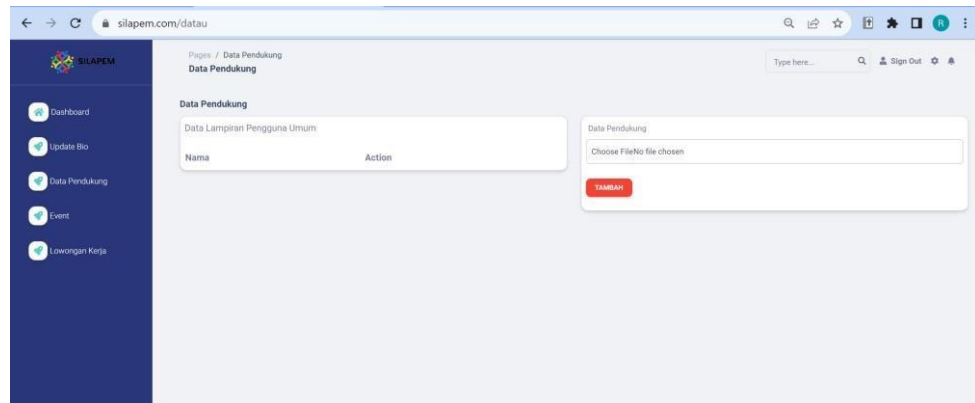 silapem.com/datau
R
SILAPEM
Dashboard
Update Bio
Data Pendukung
Event
Lowongan Kerja
Pages / Data Pendukung
Data Pendukung
Type here...
Sign Out
Data Pendukung
Data Lampiran Pengguna Umum
Nama Action
Data Pendukung
Choose FileNo file chosen
TAMBAH